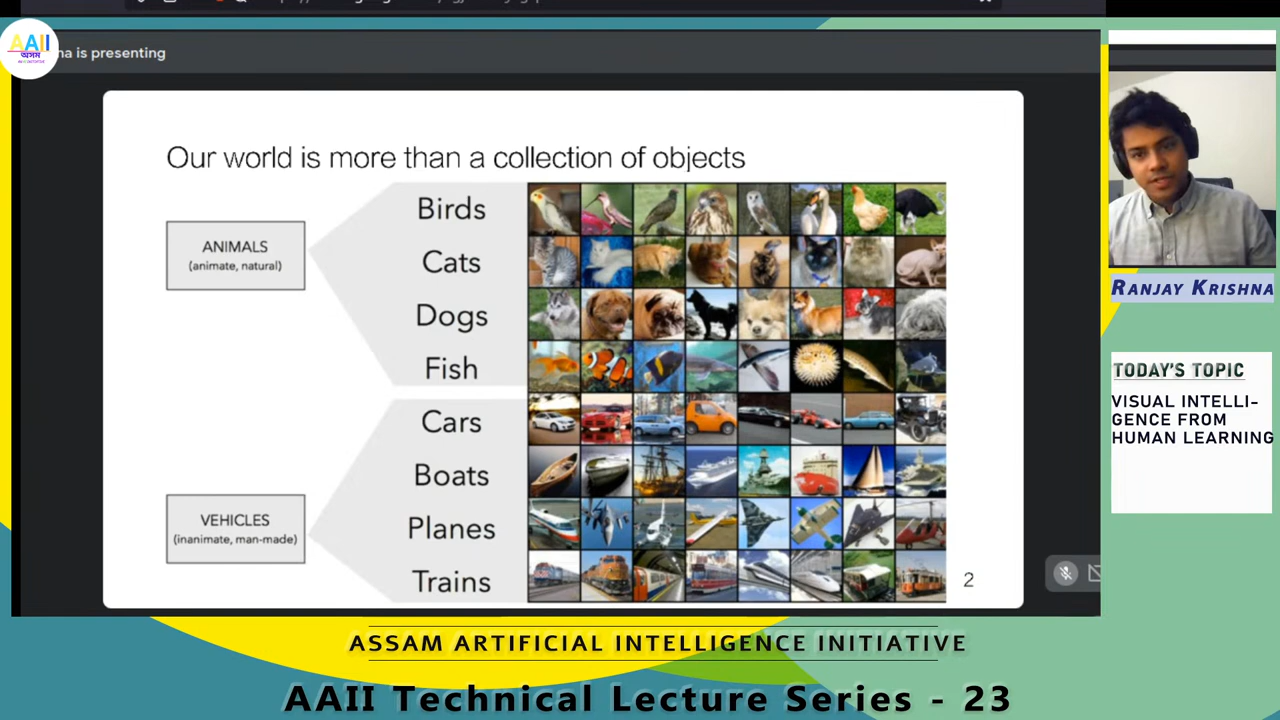 AAII
অসম
na is presenting
Our world is more than a collection of objects
ANIMALS
(animate, natural)
Birds
Cats
Dogs
Fish
VEHICLES
(inanimate, man-made)
Cars
Boats
Planes
Trains
2
RANJAY KRISHNA
TODAY'S TOPIC
VISUAL INTELLI-
GENCE FROM
HUMAN LEARNING
ASSAM ARTIFICIAL INTELLIGENCE INITIATIVE
AAII Technical Lecture Series - 23